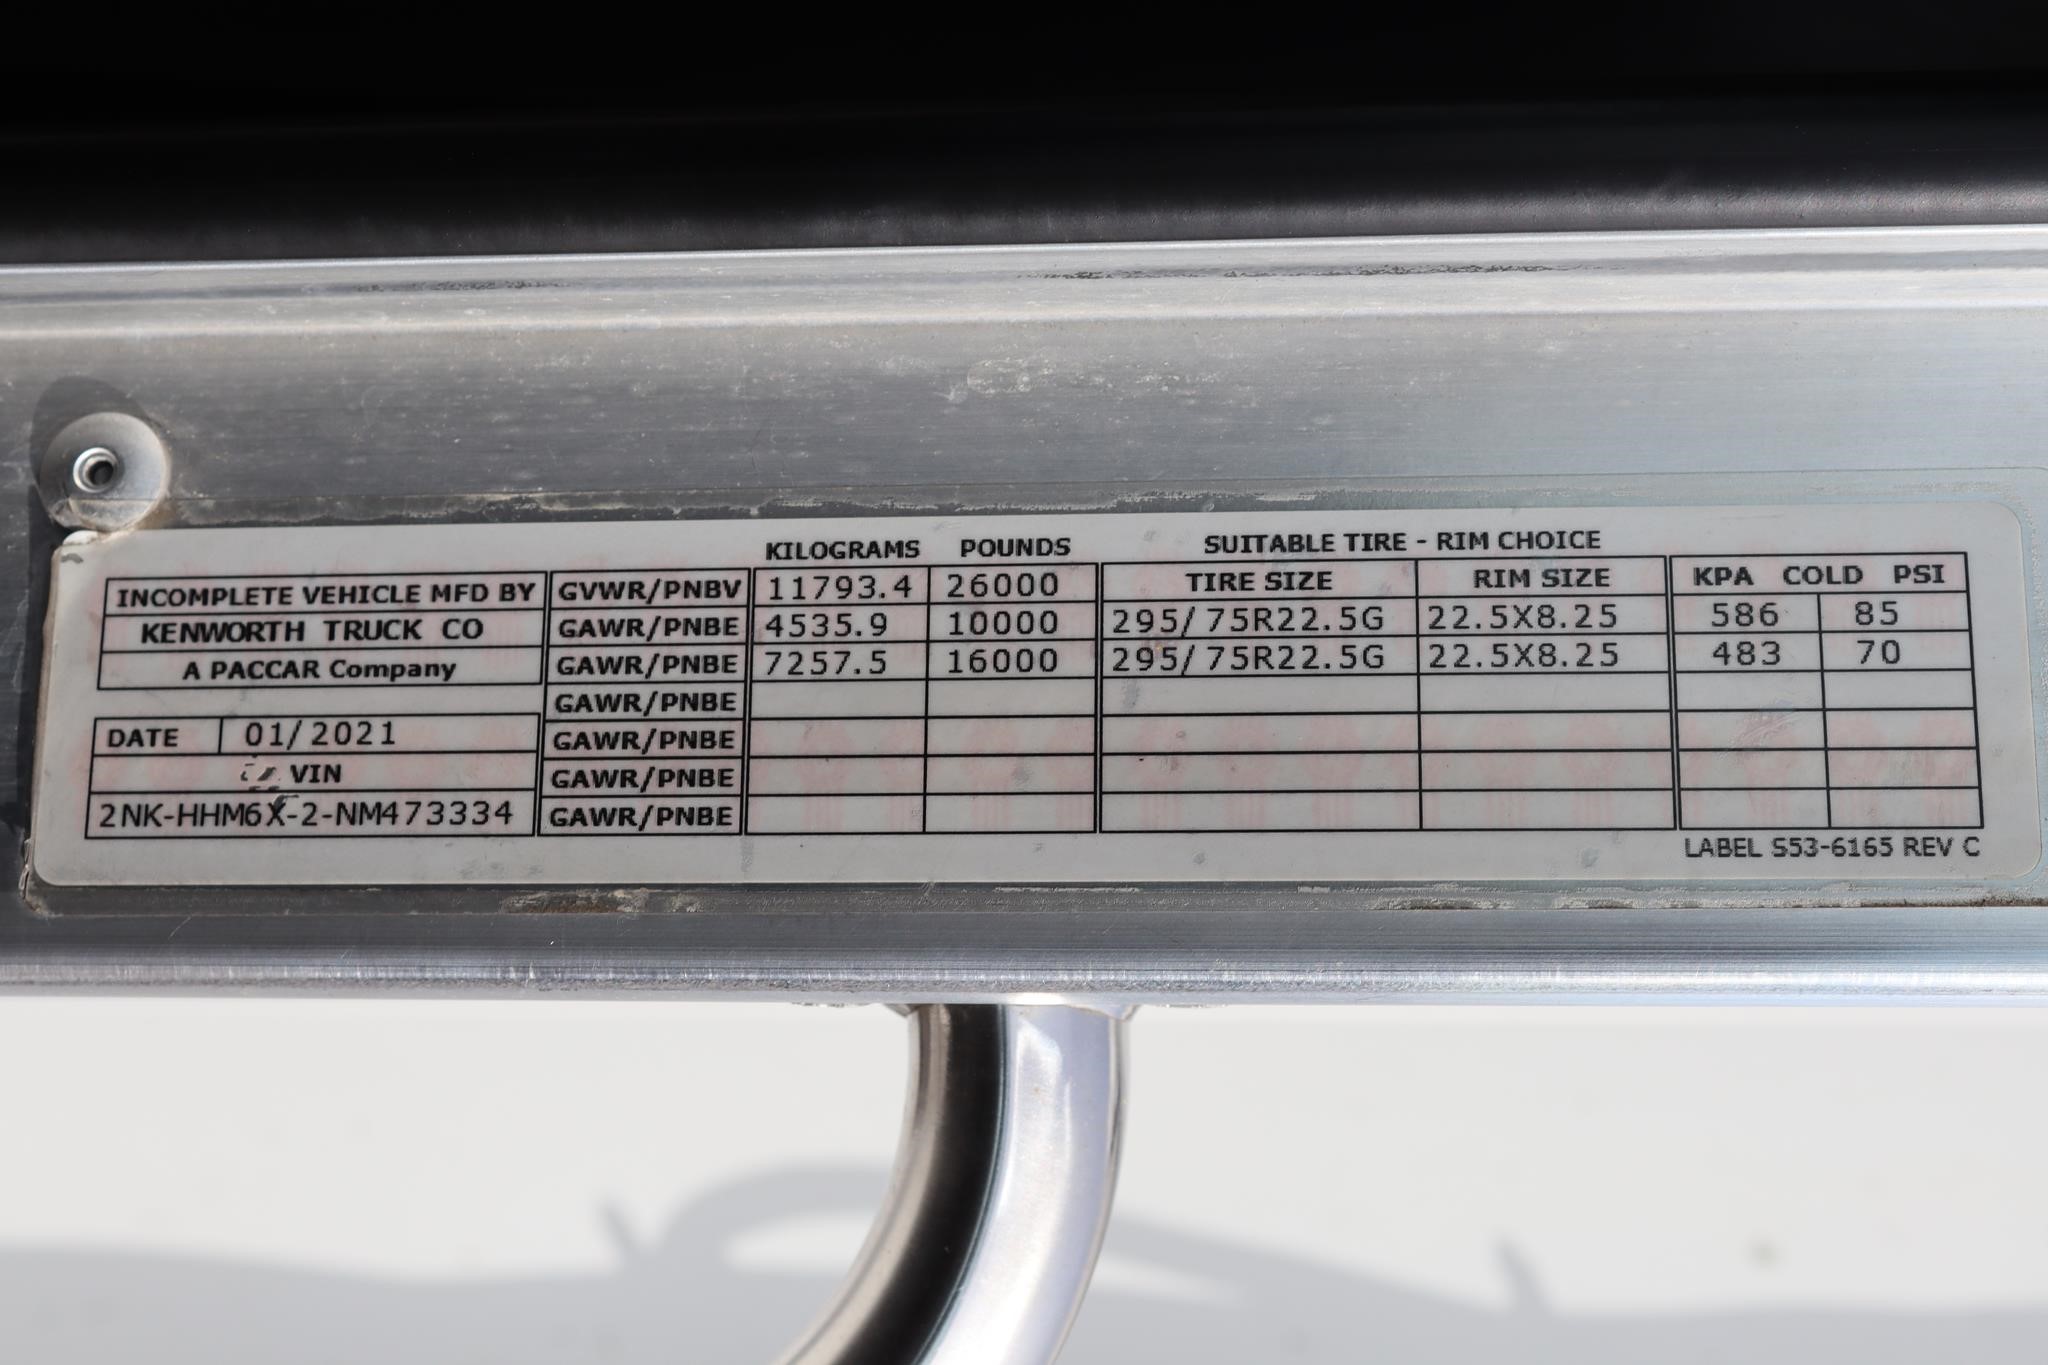 KILOGRAMS POUNDS SUITABLE TIRE - RIM CHOICE
INCOMPLETE VEHICLE MFD BY GVWR/PNBV 11793.4 26000 TIRE SIZE RIM SIZE KPA COLD PSI
KENWORTH TRUCK CO GAWR/PNBE 4535.9 10000 295/75R22.5G 22.5X8.25 586 85
A PACCAR Company GAWR/PNBE 7257.5 16000 295/75R22.5G 22.5X8.25 483 70
GAWR/PNBE
DATE 01/2021 GAWR/PNBE
VIN GAWR/PNBE
2NK-HHM6X-2-NM473334 GAWR/PNBE
LABEL S53-6165 REV C